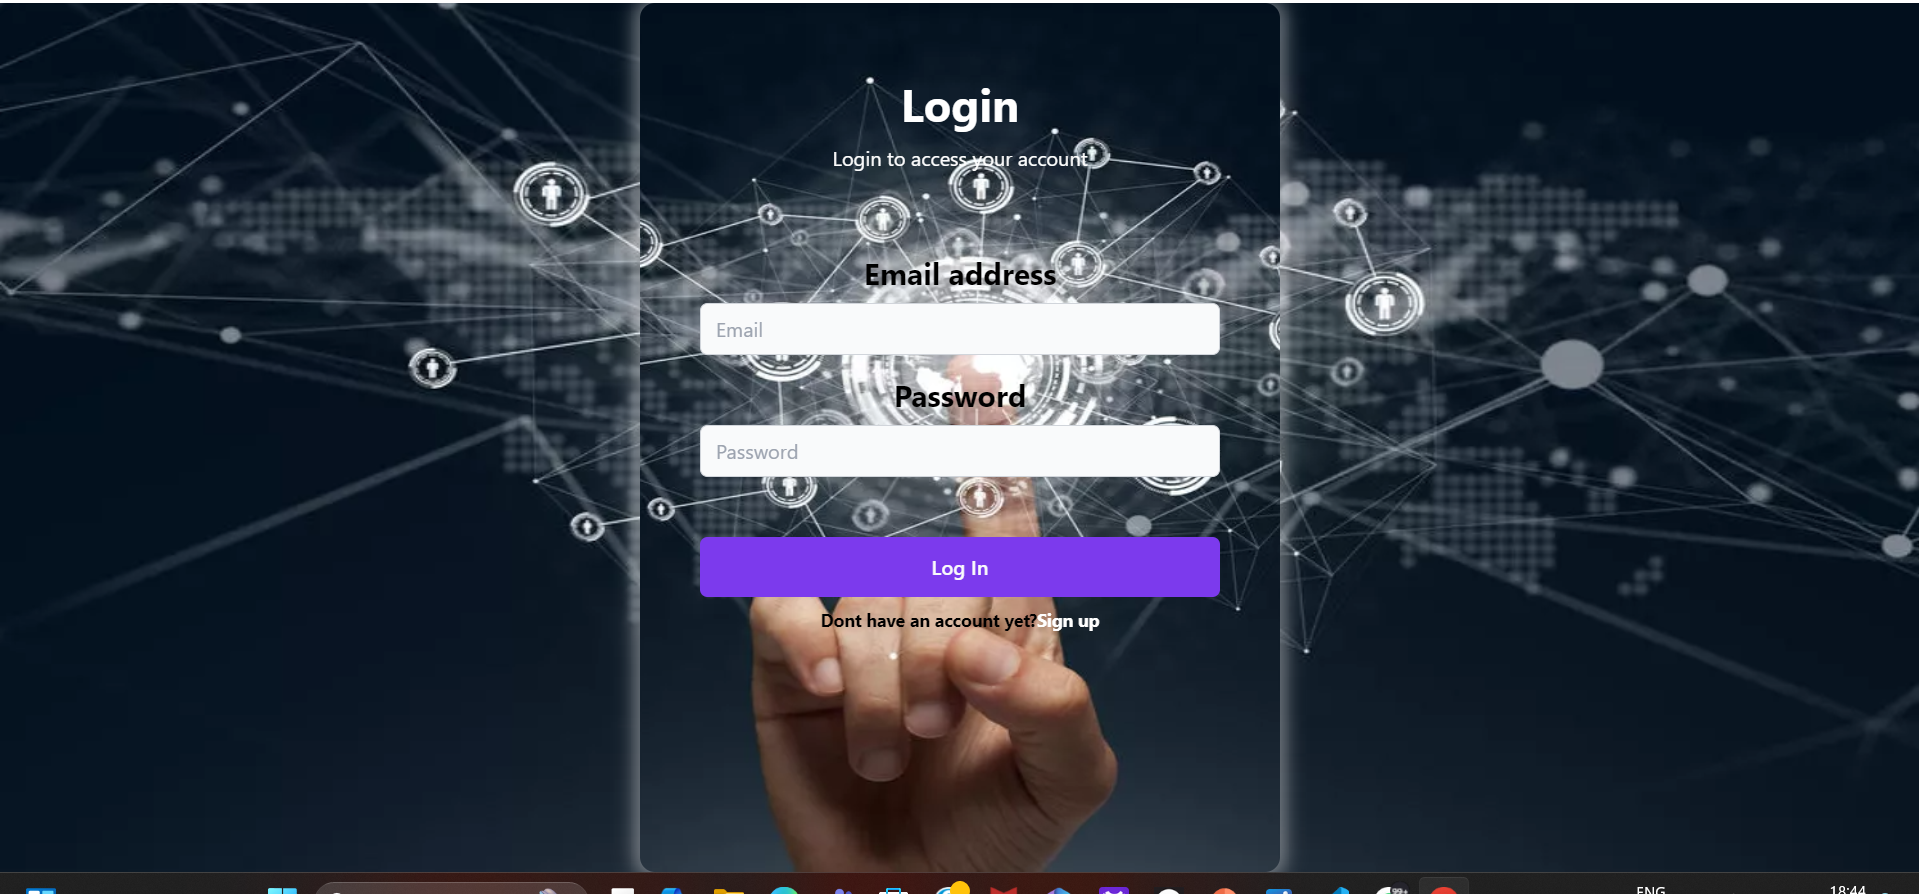 Login
Login to access your account
Email address
Email
Password
Password
Log In
Dont have an account yet?Sign up
99+
ENG
18:44